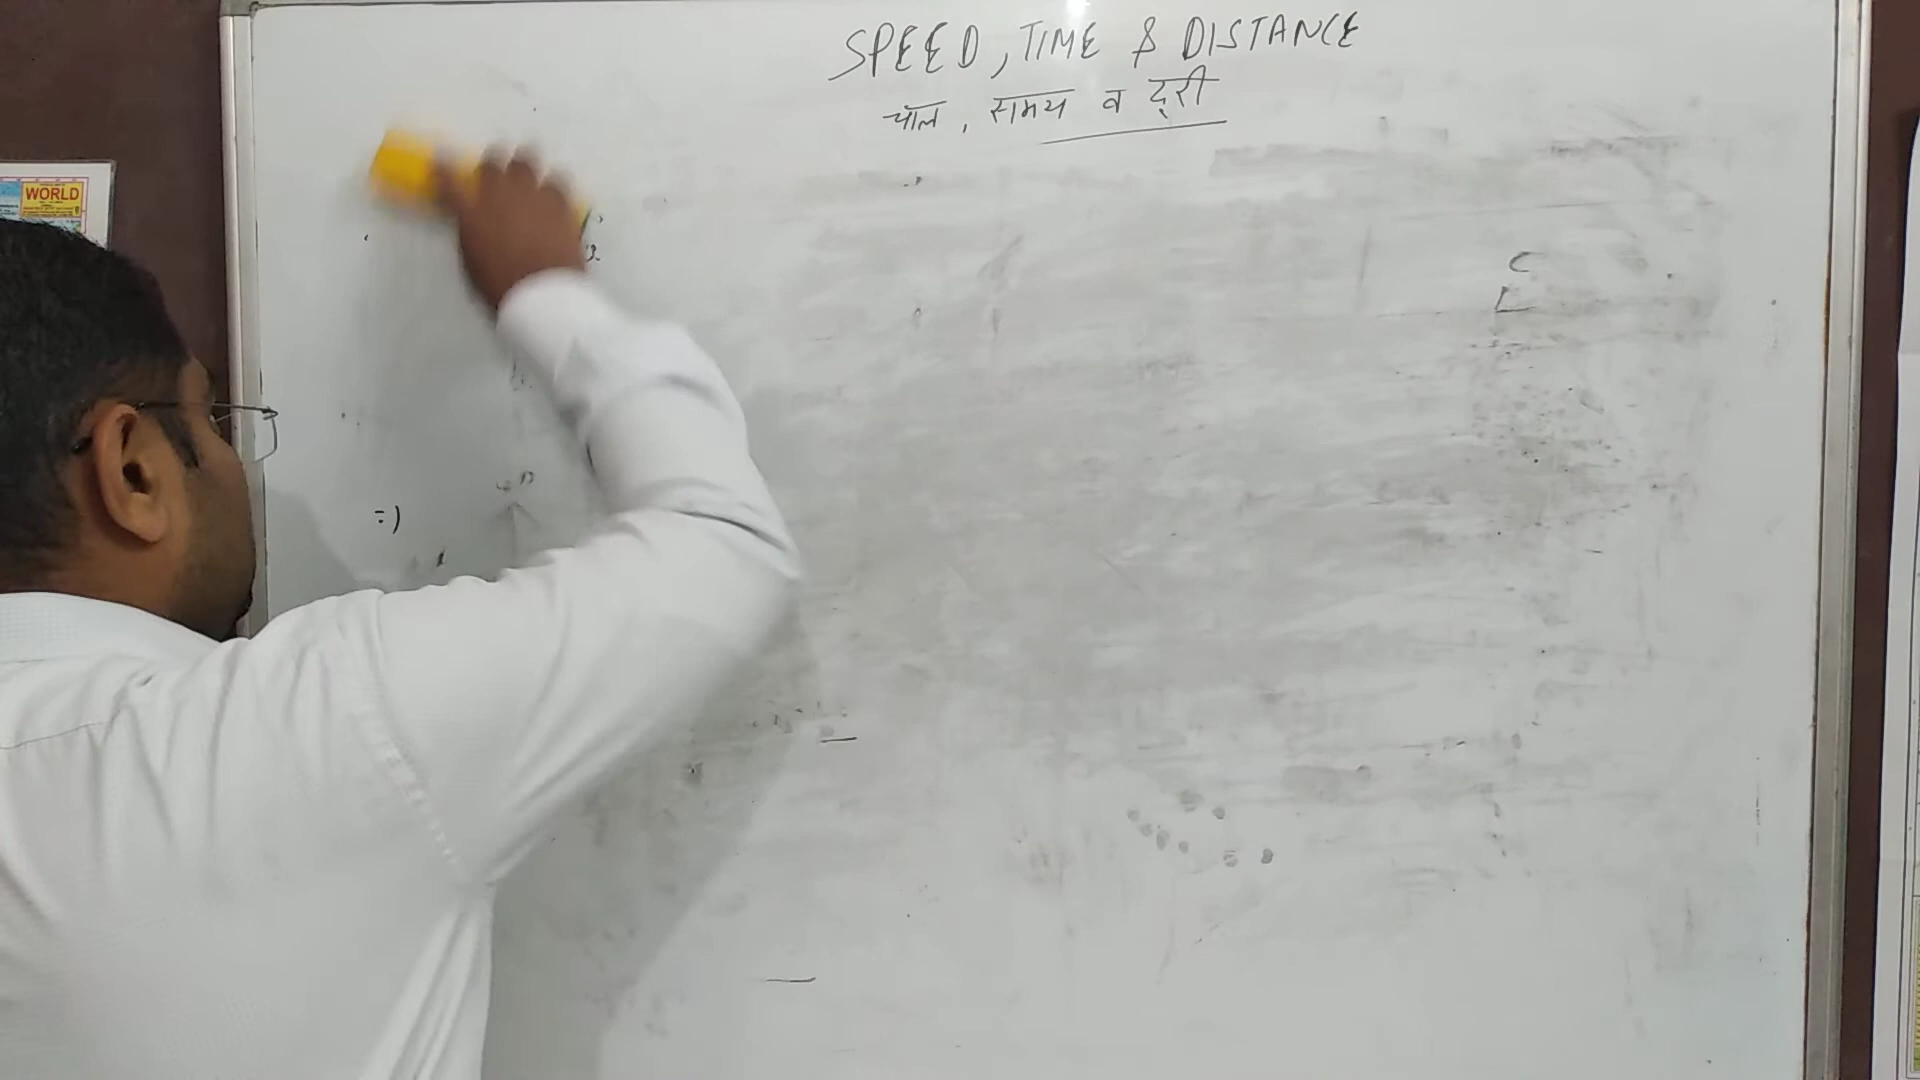 SPEED, TIME & DISTANCE
चाल, समय व दूरी
WORLD
=)
C
L